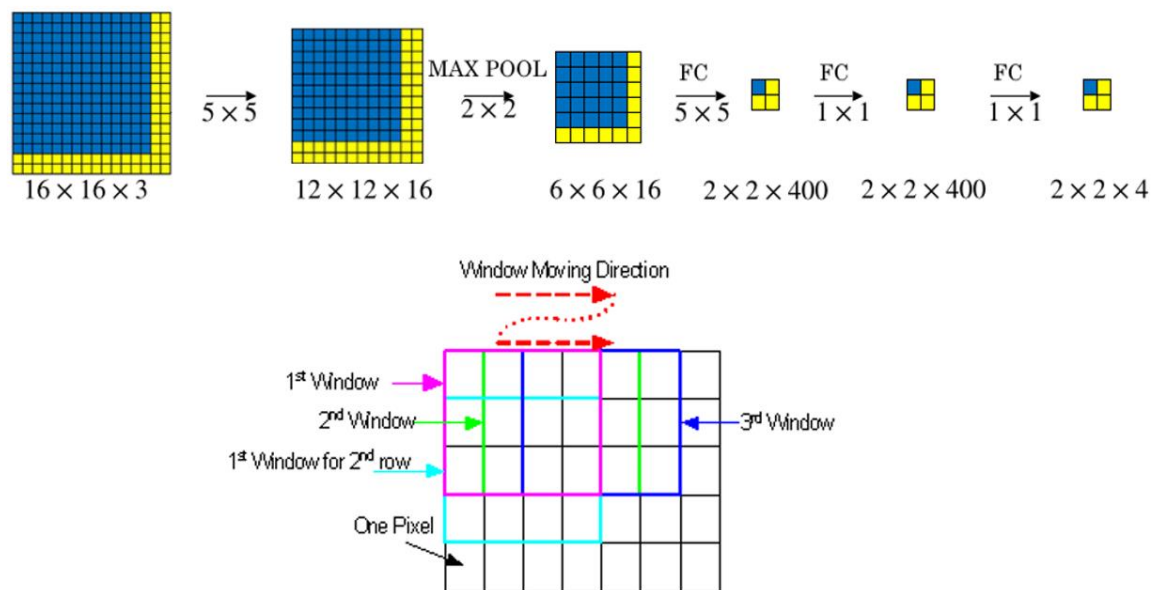 5 × 5
MAX POOL
2 × 2
FC
5 × 5
FC
1 × 1
FC
1 × 1
16 × 16 × 3
12 × 12 × 16
6 × 6 × 16
2 × 2 × 400
2 × 2 × 400
2 × 2 × 4
Window Moving Direction
1st Window
2nd Window
3rd Window
1st Window for 2nd row
One Pixel